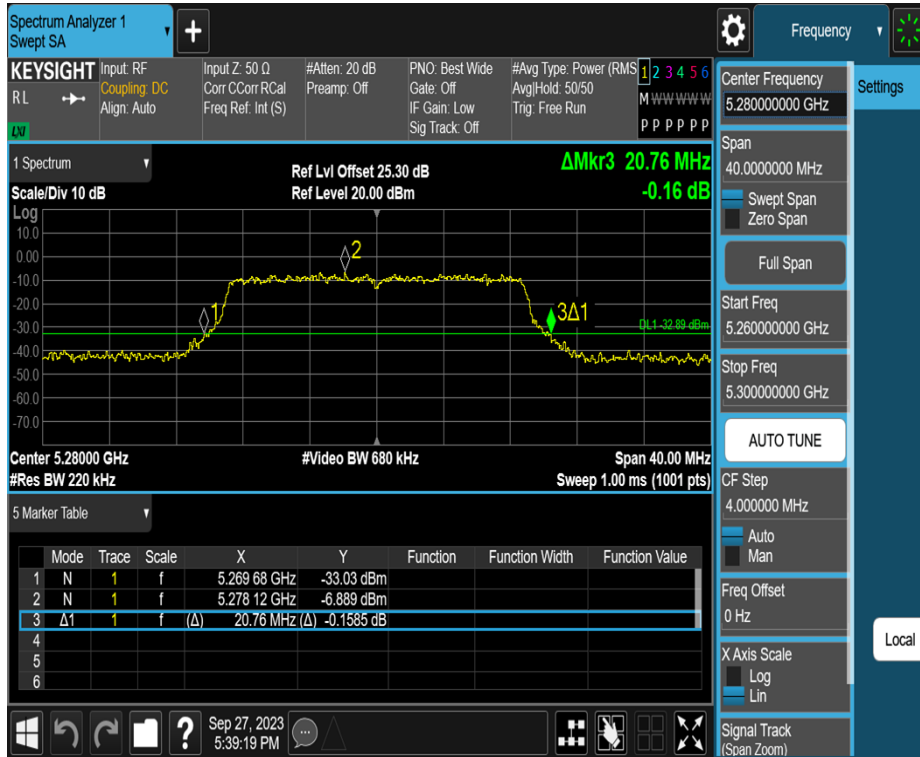 Spectrum Analyzer 1
Swept SA
+
Frequency
KEYSIGHT
RL
LXI
Input: RF
Coupling: DC
Align: Auto
Input Z: 50 Ω
Corr CCorr RCal
Freq Ref: Int (S)
#Atten: 20 dB
Preamp: Off
PNO: Best Wide
Gate: Off
IF Gain: Low
Sig Track: Off
#Avg Type: Power (RMS
Avg|Hold: 50/50
Trig: Free Run
1 2 3 4 5 6
M W W W W W
P P P P P P
1 Spectrum
Scale/Div 10 dB
Ref Lvl Offset 25.30 dB
Ref Level 20.00 dBm
ΔMkr3 20.76 MHz
-0.16 dB
Log
10.0
0.00
-10.0
-20.0
-30.0
-40.0
-50.0
-60.0
-70.0
1
2
3Δ1
DL1 -32.89 dBm
Center 5.28000 GHz
#Video BW 680 kHz
Span 40.00 MHz
#Res BW 220 kHz
Sweep 1.00 ms (1001 pts)
5 Marker Table
Mode Trace Scale X Y Function Function Width Function Value
1 N 1 f 5.269 68 GHz -33.03 dBm
2 N 1 f 5.278 12 GHz -6.889 dBm
3 Δ1 1 f (Δ) 20.76 MHz (Δ) -0.1585 dB
4
5
6
?
Sep 27, 2023
5:39:19 PM
Center Frequency
5.280000000 GHz
Span
40.0000000 MHz
Swept Span
Zero Span
Full Span
Start Freq
5.260000000 GHz
Stop Freq
5.300000000 GHz
AUTO TUNE
CF Step
4.000000 MHz
Auto
Man
Freq Offset
0 Hz
X Axis Scale
Log
Lin
Signal Track
(Span Zoom)
Settings
Local